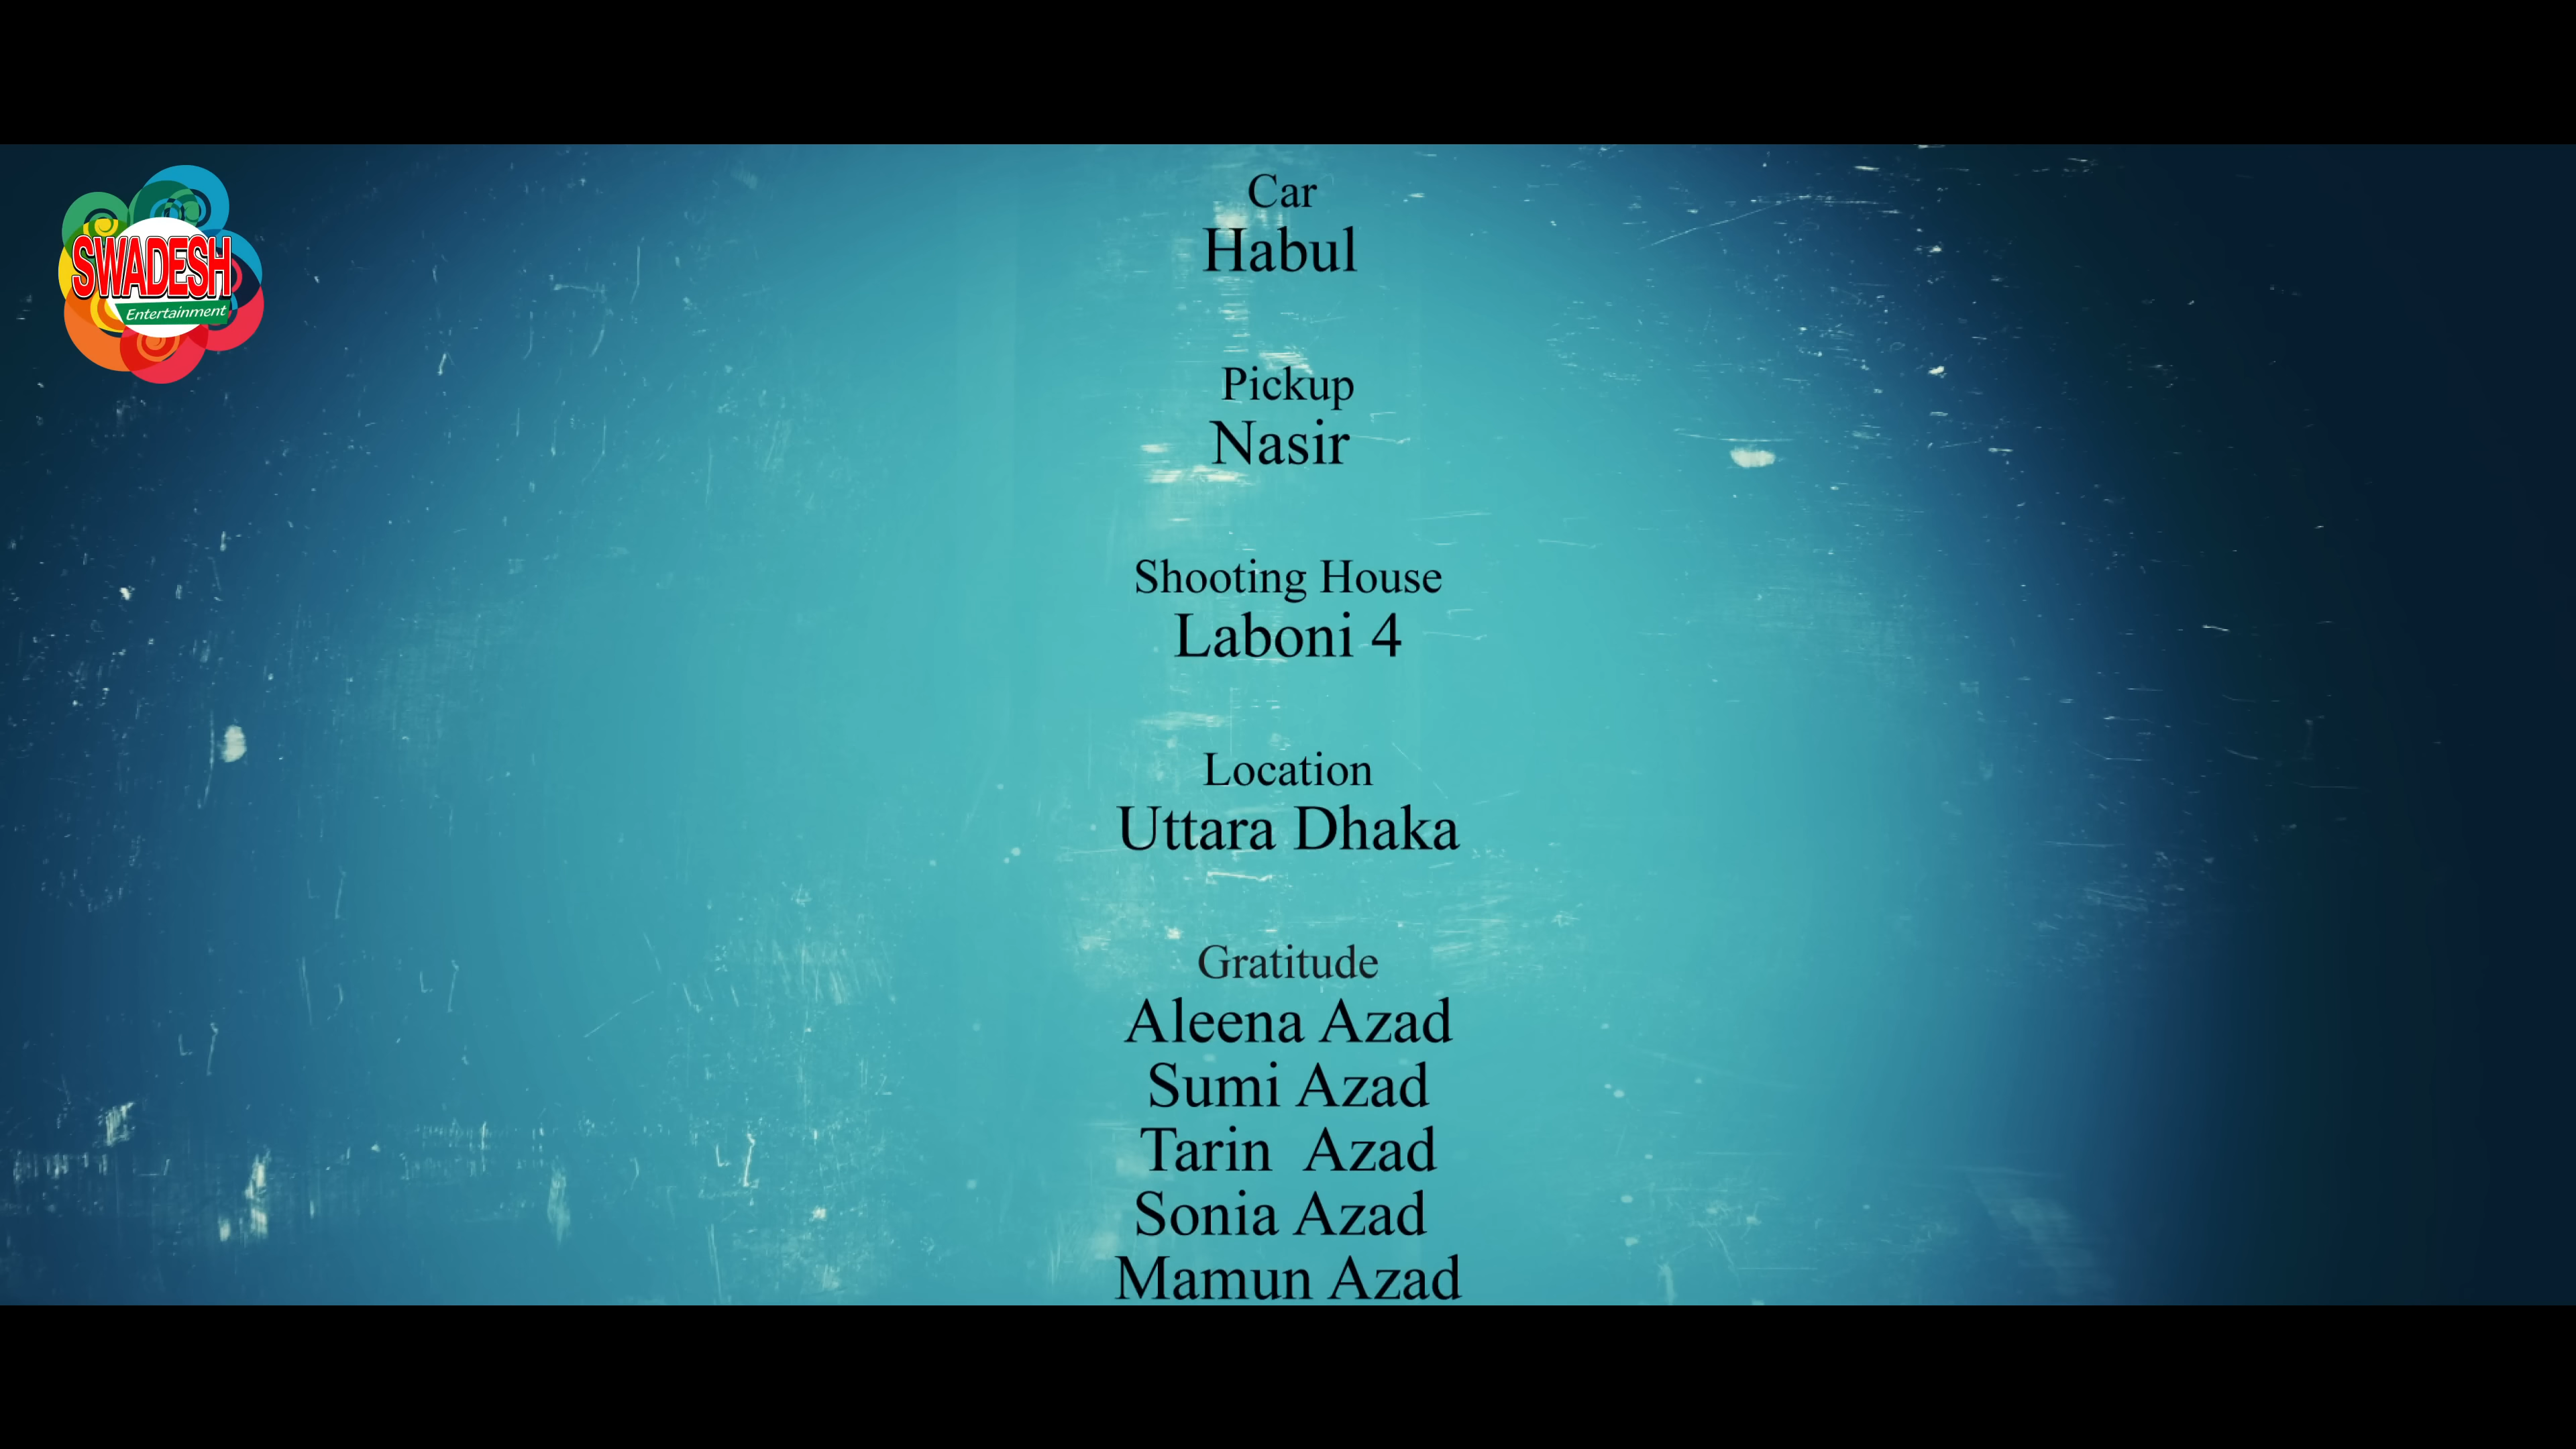 SWADESH
Entertainment
Car
Habul
Pickup
Nasir
Shooting House
Laboni 4
Location
Uttara Dhaka
Gratitude
Aleena Azad
Sumi Azad
Tarin  Azad
Sonia Azad
Mamun Azad